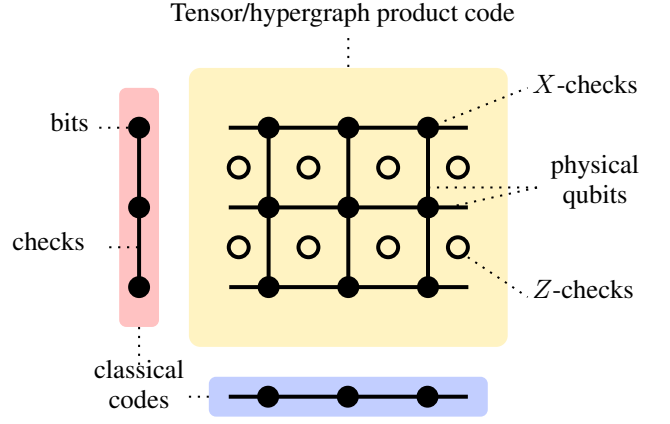 Tensor/hypergraph product code
X-checks
bits
physical
qubits
checks
Z-checks
classical
codes